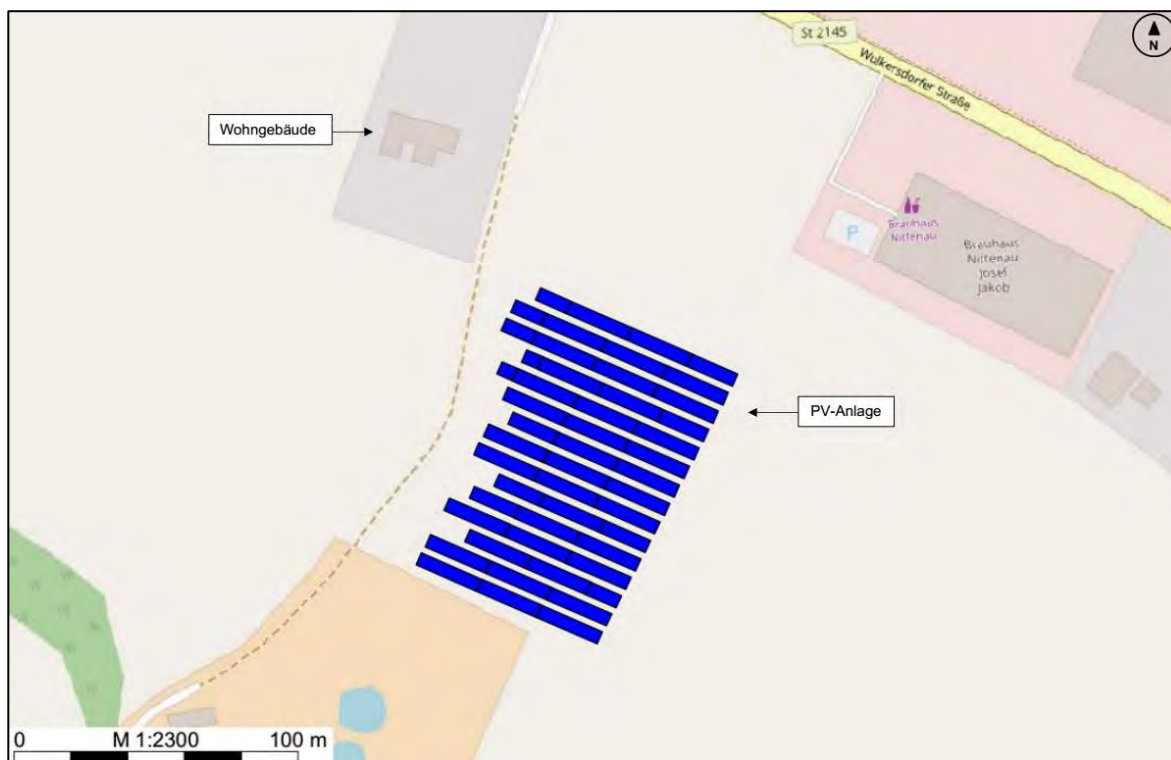 St 2145
N
Wulkersdorfer Straße
Wohngebäude
P
Brauhaus
Nittenau
Brauhaus
Nittenau
Josef
Jakob
PV-Anlage
0 M 1:2300 100 m